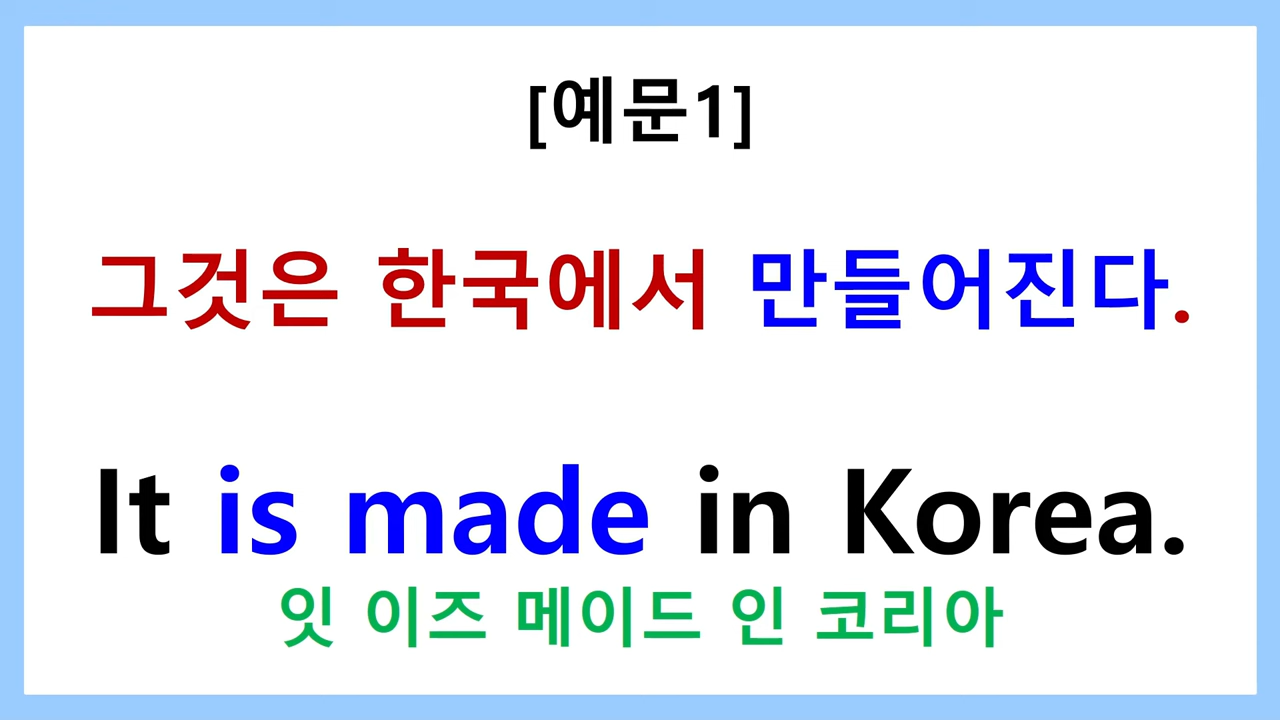 [예문1]
그것은 한국에서 만들어진다.
It is made in Korea.
잇 이즈 메이드 인 코리아